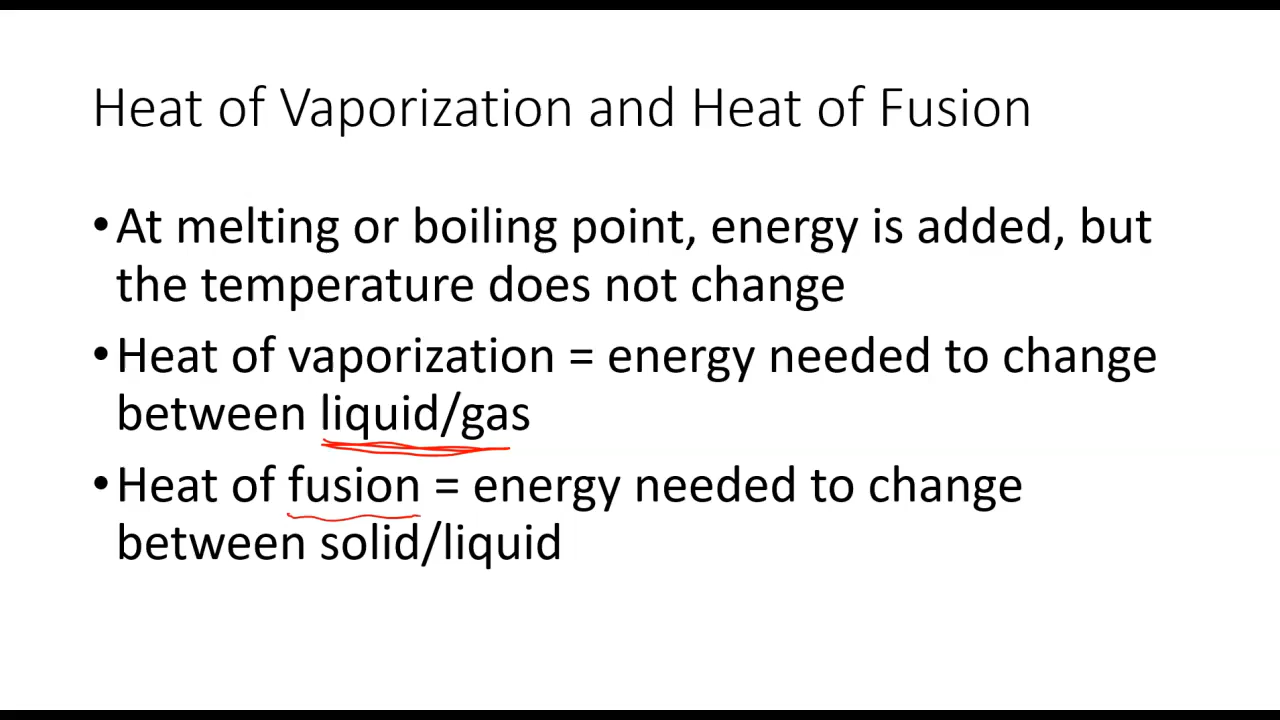 Heat of Vaporization and Heat of Fusion
•At melting or boiling point, energy is added, but
the temperature does not change
•Heat of vaporization = energy needed to change
between liquid/gas
•Heat of fusion = energy needed to change
between solid/liquid